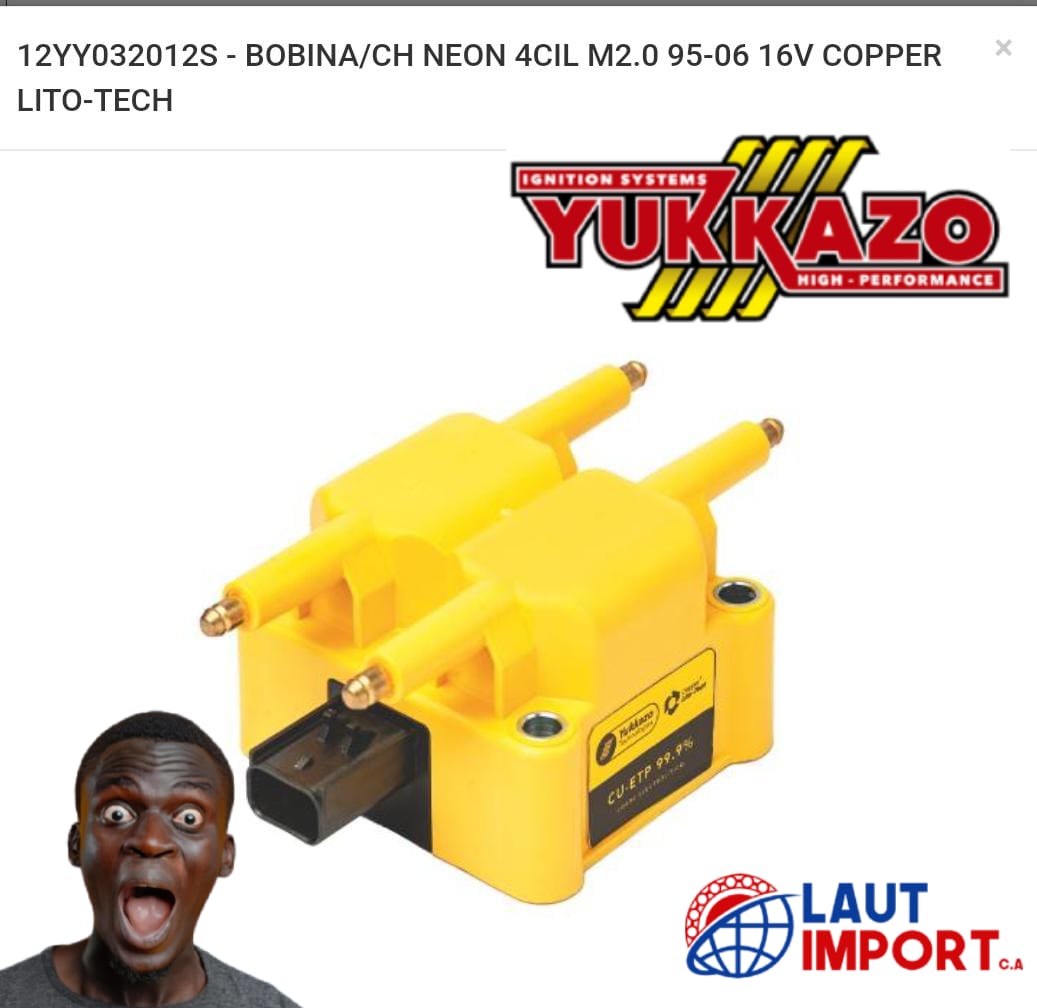 12YY032012S - BOBINA/CH NEON 4CIL M2.0 95-06 16V COPPER
LITO-TECH
×
IGNITION SYSTEMS
YUKKAZO
HIGH - PERFORMANCE
Yukkazo
Technologies
CU-ETP 99.9%
LAUT
IMPORT C.A